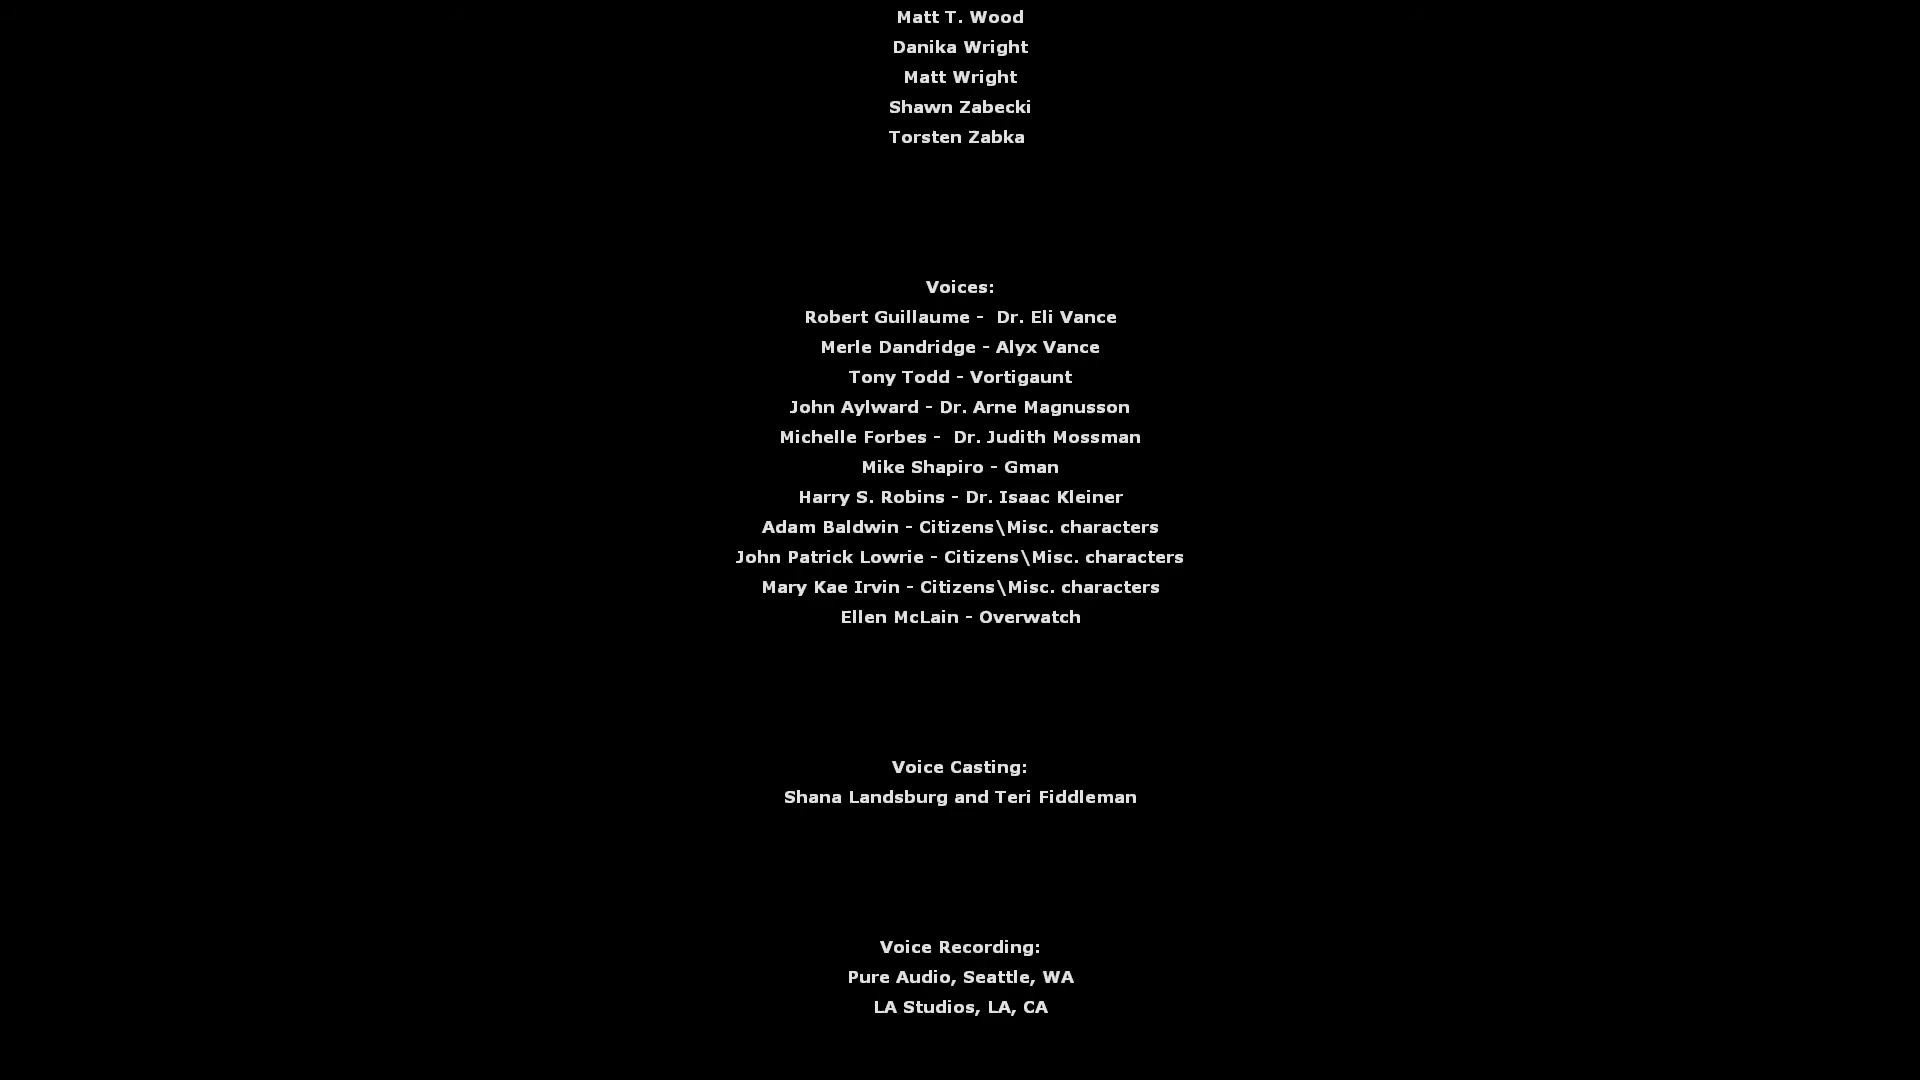 Matt T. Wood
Danika Wright
Matt Wright
Shawn Zabecki
Torsten Zabka
Voices:
Robert Guillaume -  Dr. Eli Vance
Merle Dandridge - Alyx Vance
Tony Todd - Vortigaunt
John Aylward - Dr. Arne Magnusson
Michelle Forbes -  Dr. Judith Mossman
Mike Shapiro - Gman
Harry S. Robins - Dr. Isaac Kleiner
Adam Baldwin - Citizens\Misc. characters
John Patrick Lowrie - Citizens\Misc. characters
Mary Kae Irvin - Citizens\Misc. characters
Ellen McLain - Overwatch
Voice Casting:
Shana Landsburg and Teri Fiddleman
Voice Recording:
Pure Audio, Seattle, WA
LA Studios, LA, CA